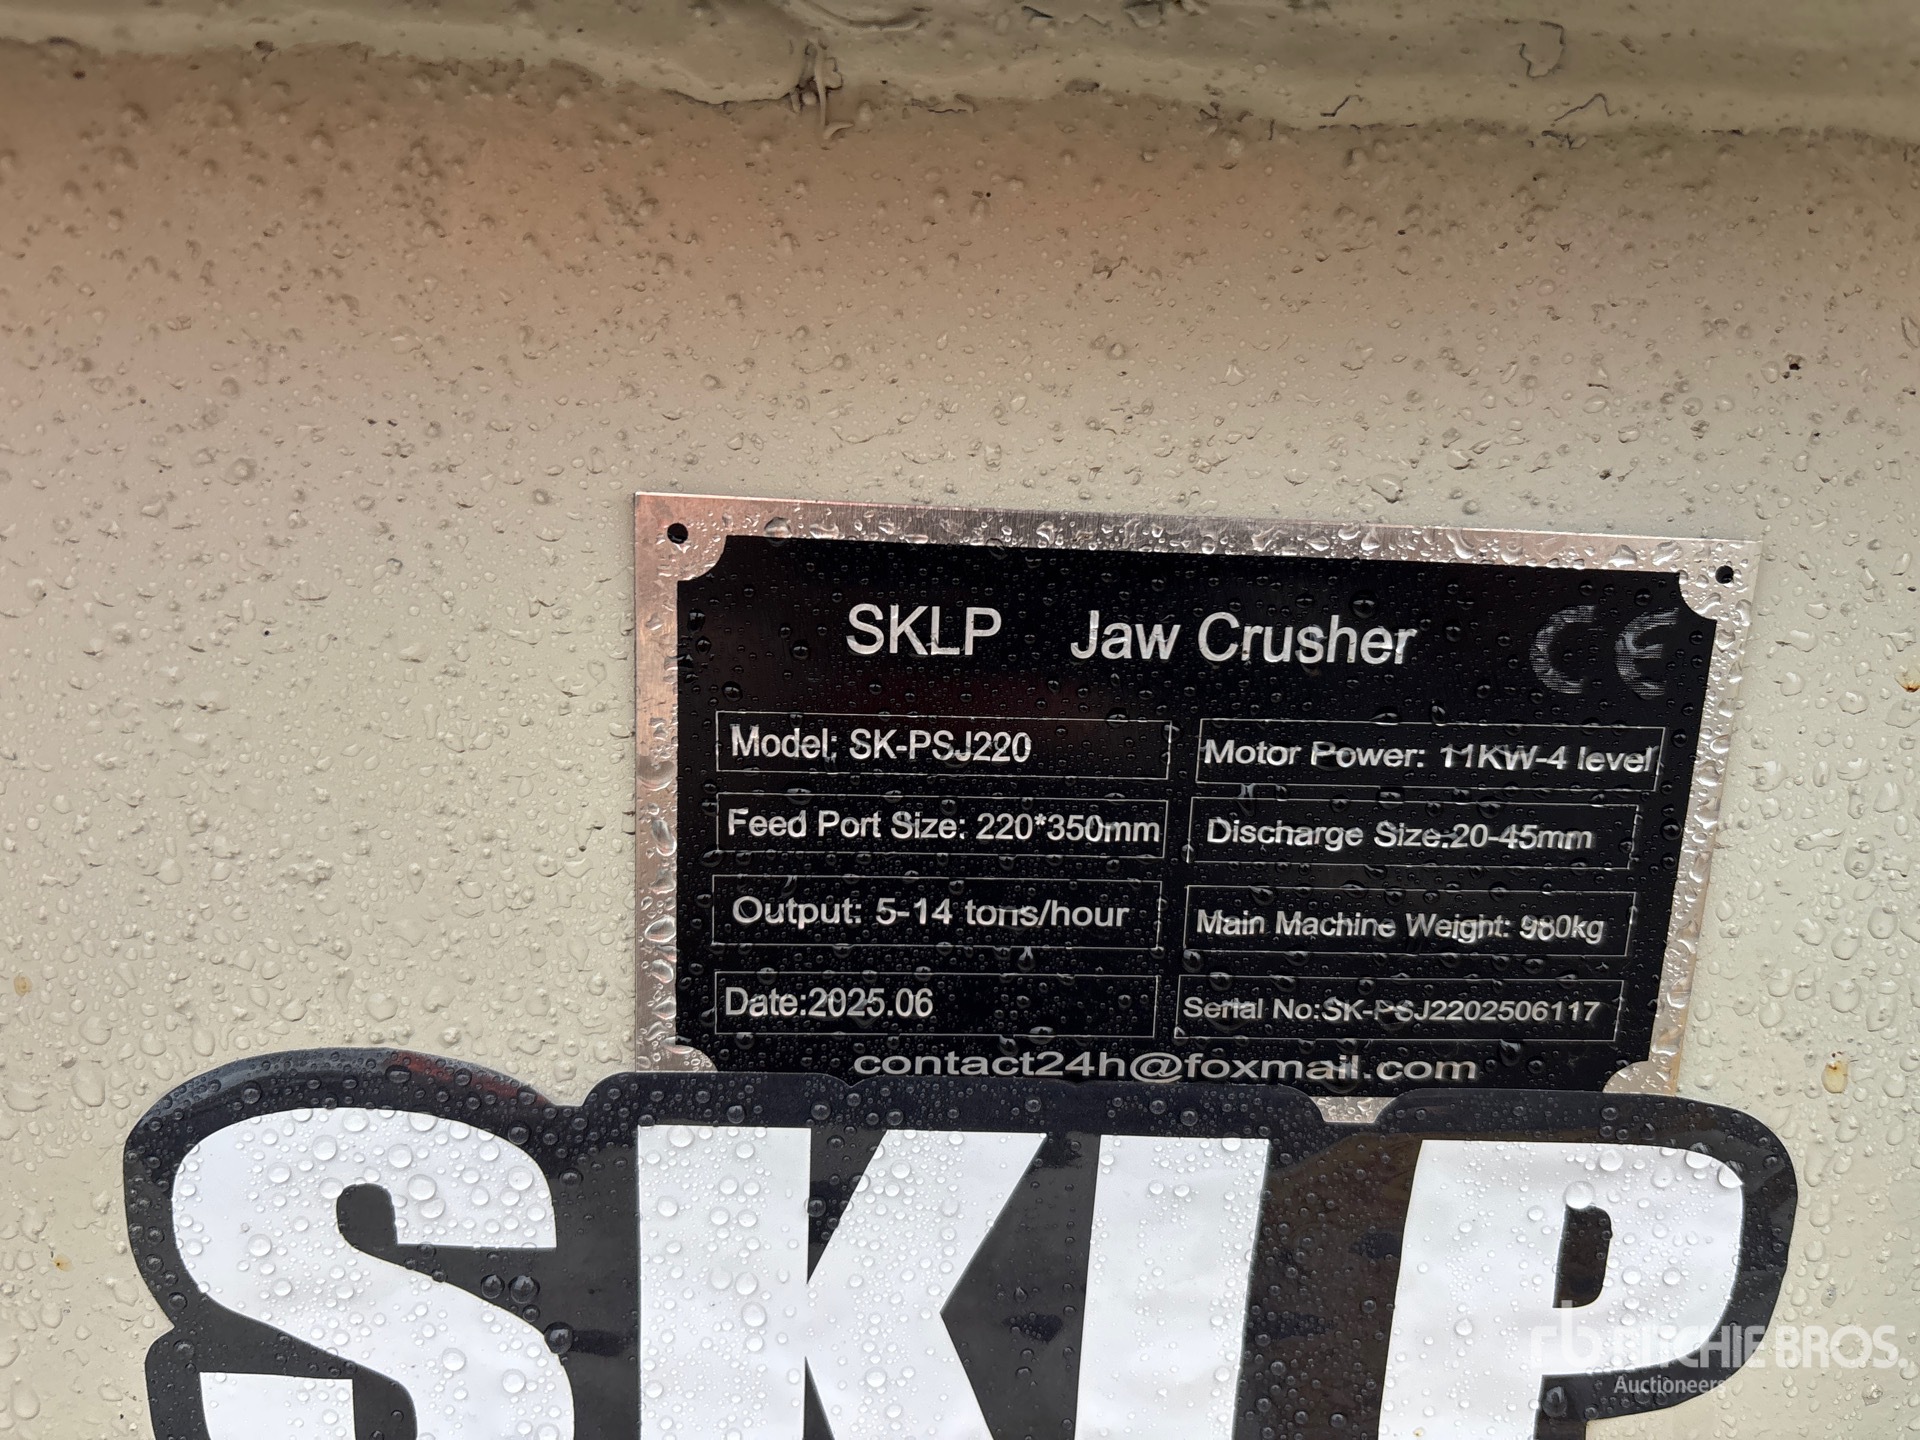 SKLP Jaw Crusher CE
Model: SK-PSJ220
Motor Power: 11KW-4 level
Feed Port Size: 220*350mm
Discharge Size:20-45mm
Output: 5-14 tons/hour
Main Machine Weight: 980kg
Date:2025.06
Serial No:SK-PSJ2202506117
contact24h@foxmail.com
SKLP
rb RITCHIE BROS.
Auctioneers